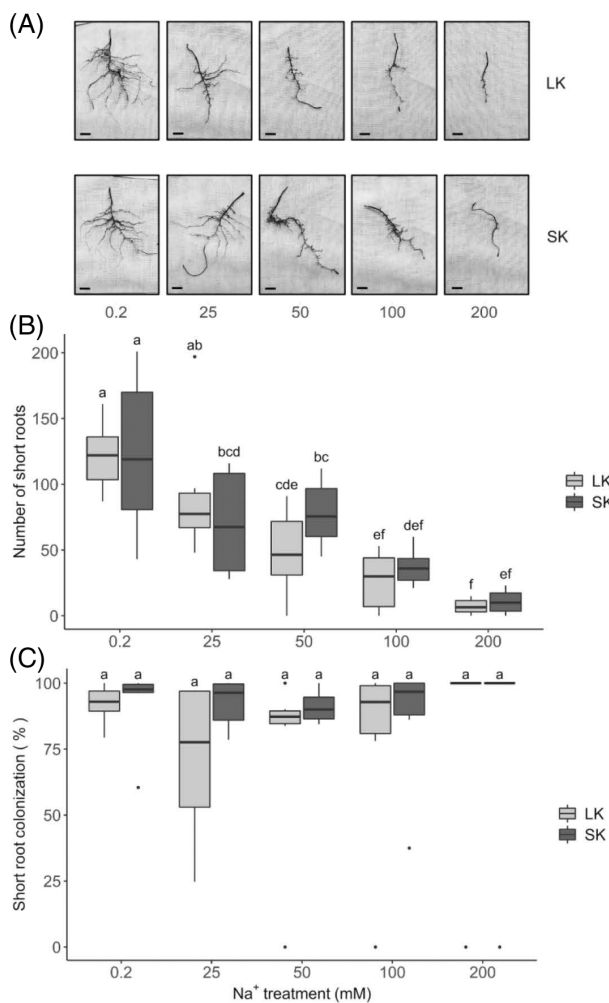 (A)
LK
SK
0.2 25 50 100 200
(B)
Number of short roots
200
150
100
50
0
a a ab bcd cde bc ef def f ef
LK
SK
0.2 25 50 100 200
(C)
Short root colonization ( % )
100
75
50
25
0
a a a a a a a a a a
LK
SK
0.2 25 50 100 200
Na⁺ treatment (mM)